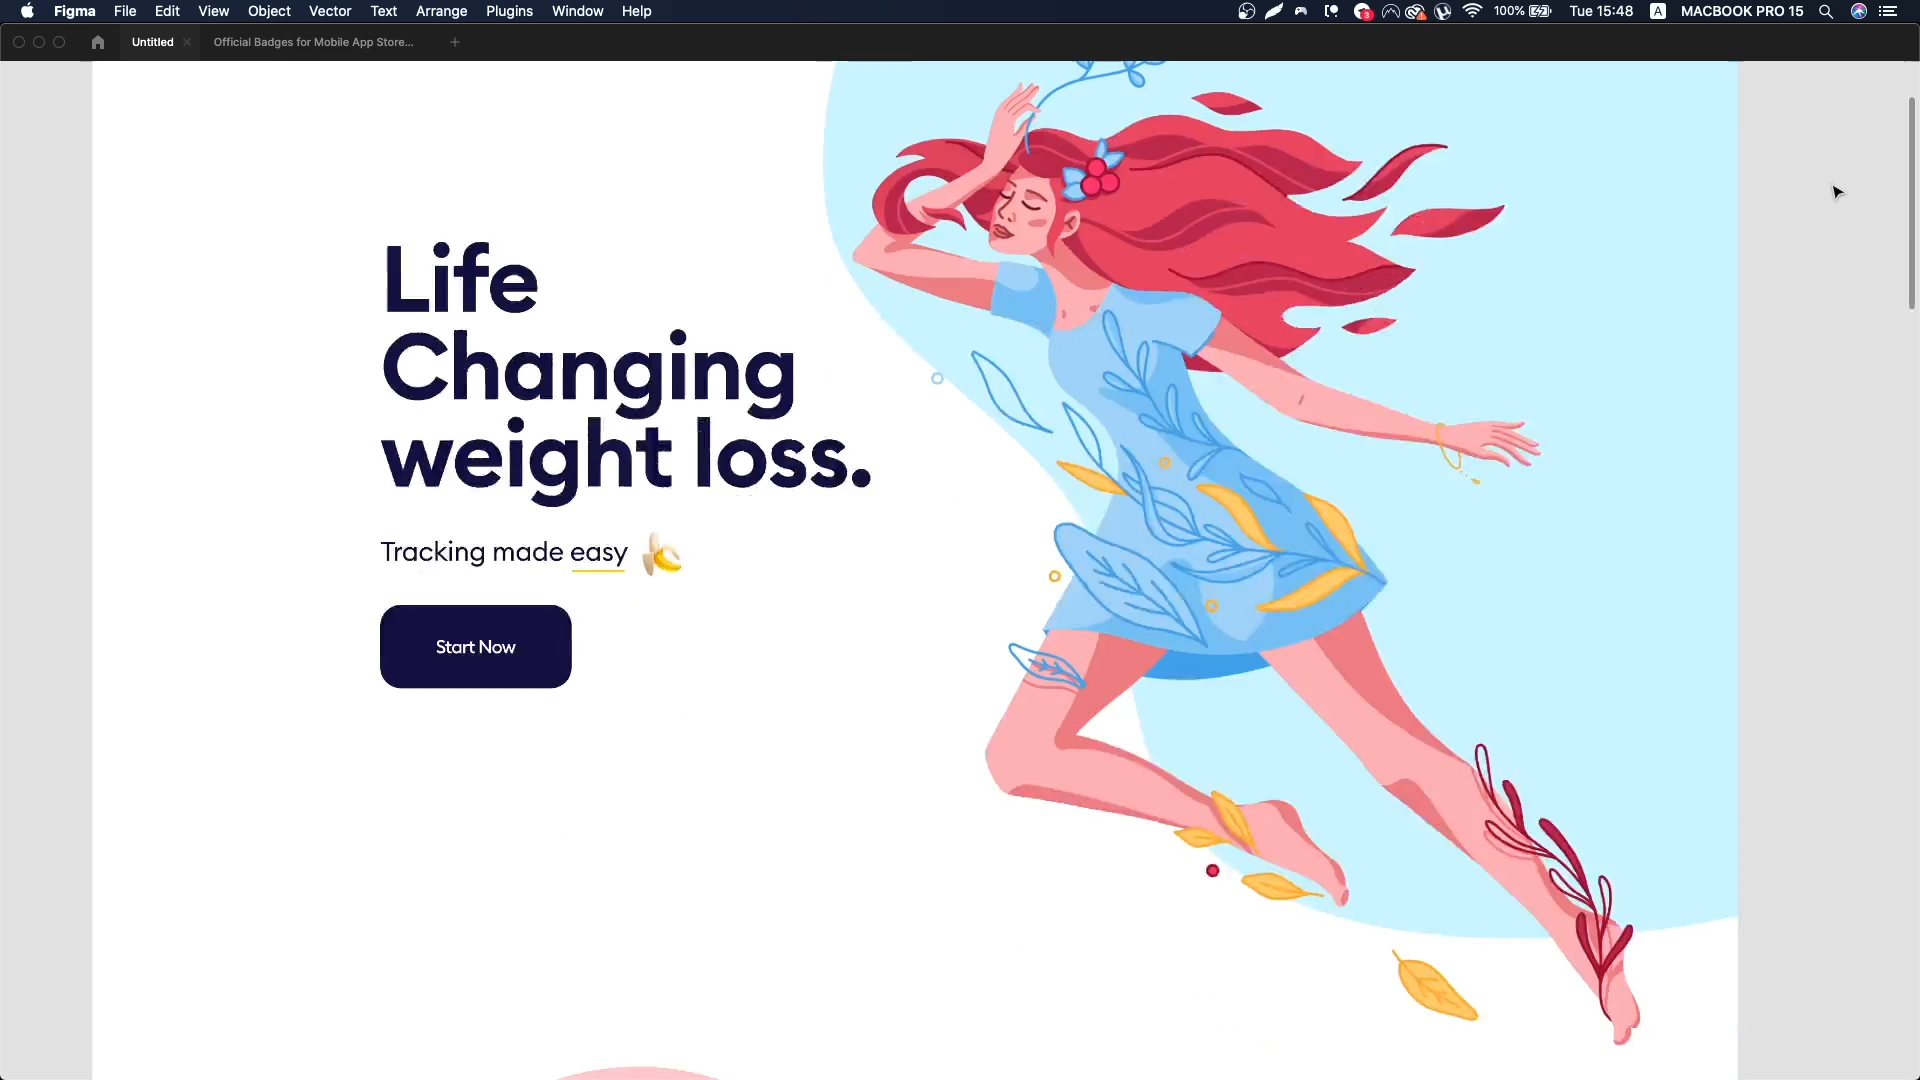 Figma File Edit View Object Vector Text Arrange Plugins Window Help 3 100% Tue 15:48 A MACBOOK PRO 15
Untitled Official Badges for Mobile App Store...
Life
Changing
weight loss.
Tracking made easy
Start Now